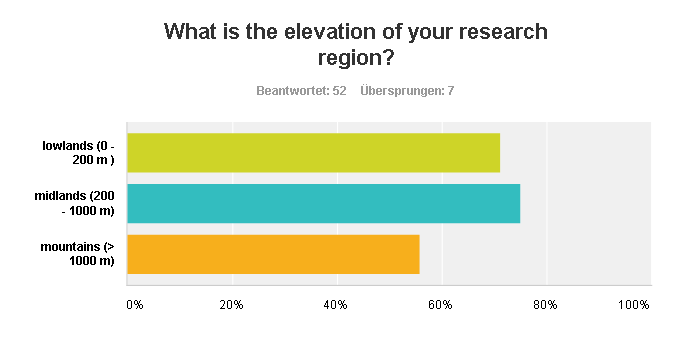 What is the elevation of your research
region?
Beantwortet: 52 Übersprungen: 7
lowlands (0 -
200 m )
midlands (200
- 1000 m)
mountains (>
1000 m)
0% 20% 40% 60% 80% 100%